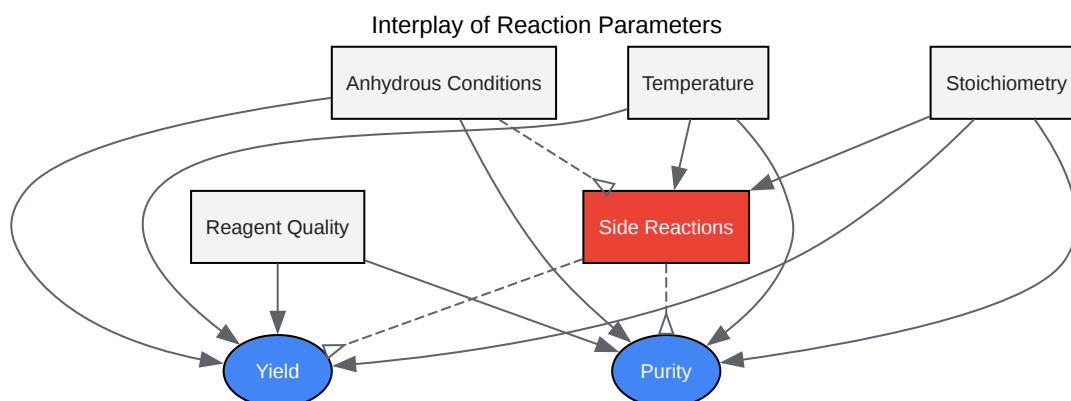 Interplay of Reaction Parameters
Anhydrous Conditions
Temperature
Stoichiometry
Reagent Quality
Side Reactions
Yield
Purity